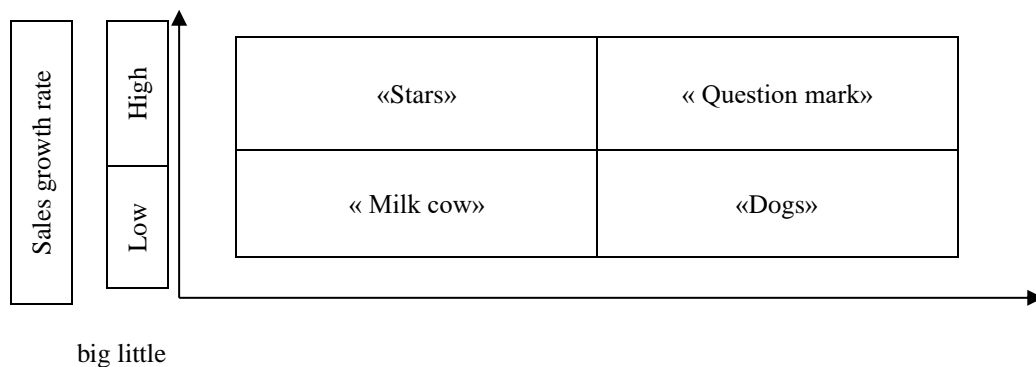 Sales growth rate
High
«Stars»
« Question mark»
Low
« Milk cow»
«Dogs»
big little